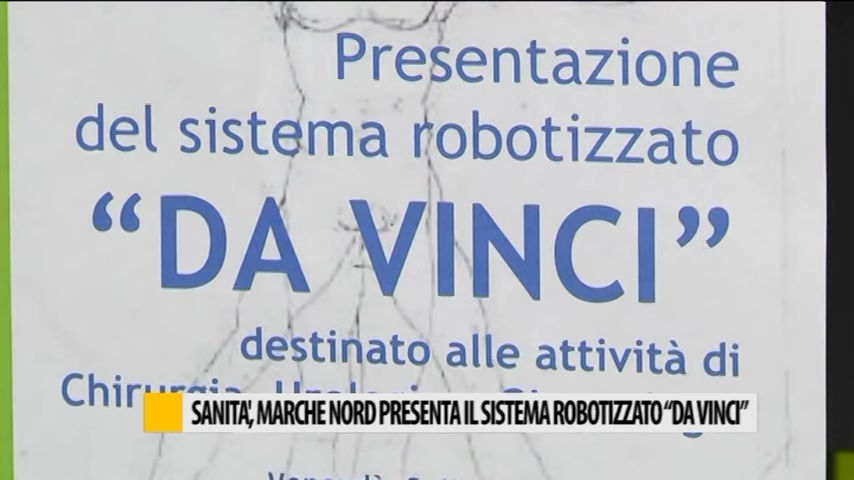 Presentazione
del sistema robotizzato
“DA VINCI”
destinato alle attività di
SANITA', MARCHE NORD PRESENTA IL SISTEMA ROBOTIZZATO “DA VINCI”